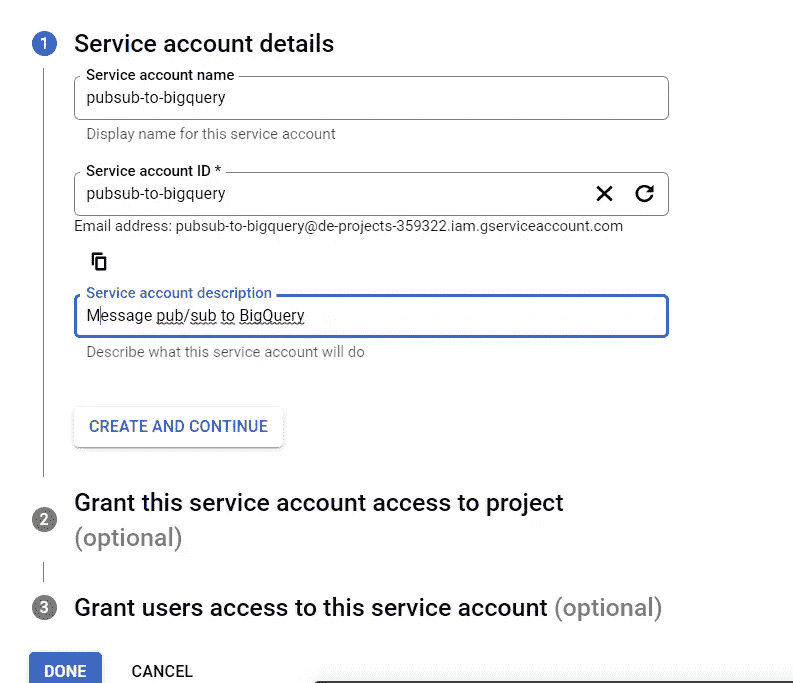 1 Service account details
Service account name
pubsub-to-bigquery
Display name for this service account
Service account ID *
pubsub-to-bigquery
Email address: pubsub-to-bigquery@de-projects-359322.iam.gserviceaccount.com
Service account description
Message pub/sub to BigQuery
Describe what this service account will do
CREATE AND CONTINUE
2 Grant this service account access to project
(optional)
3 Grant users access to this service account (optional)
DONE CANCEL